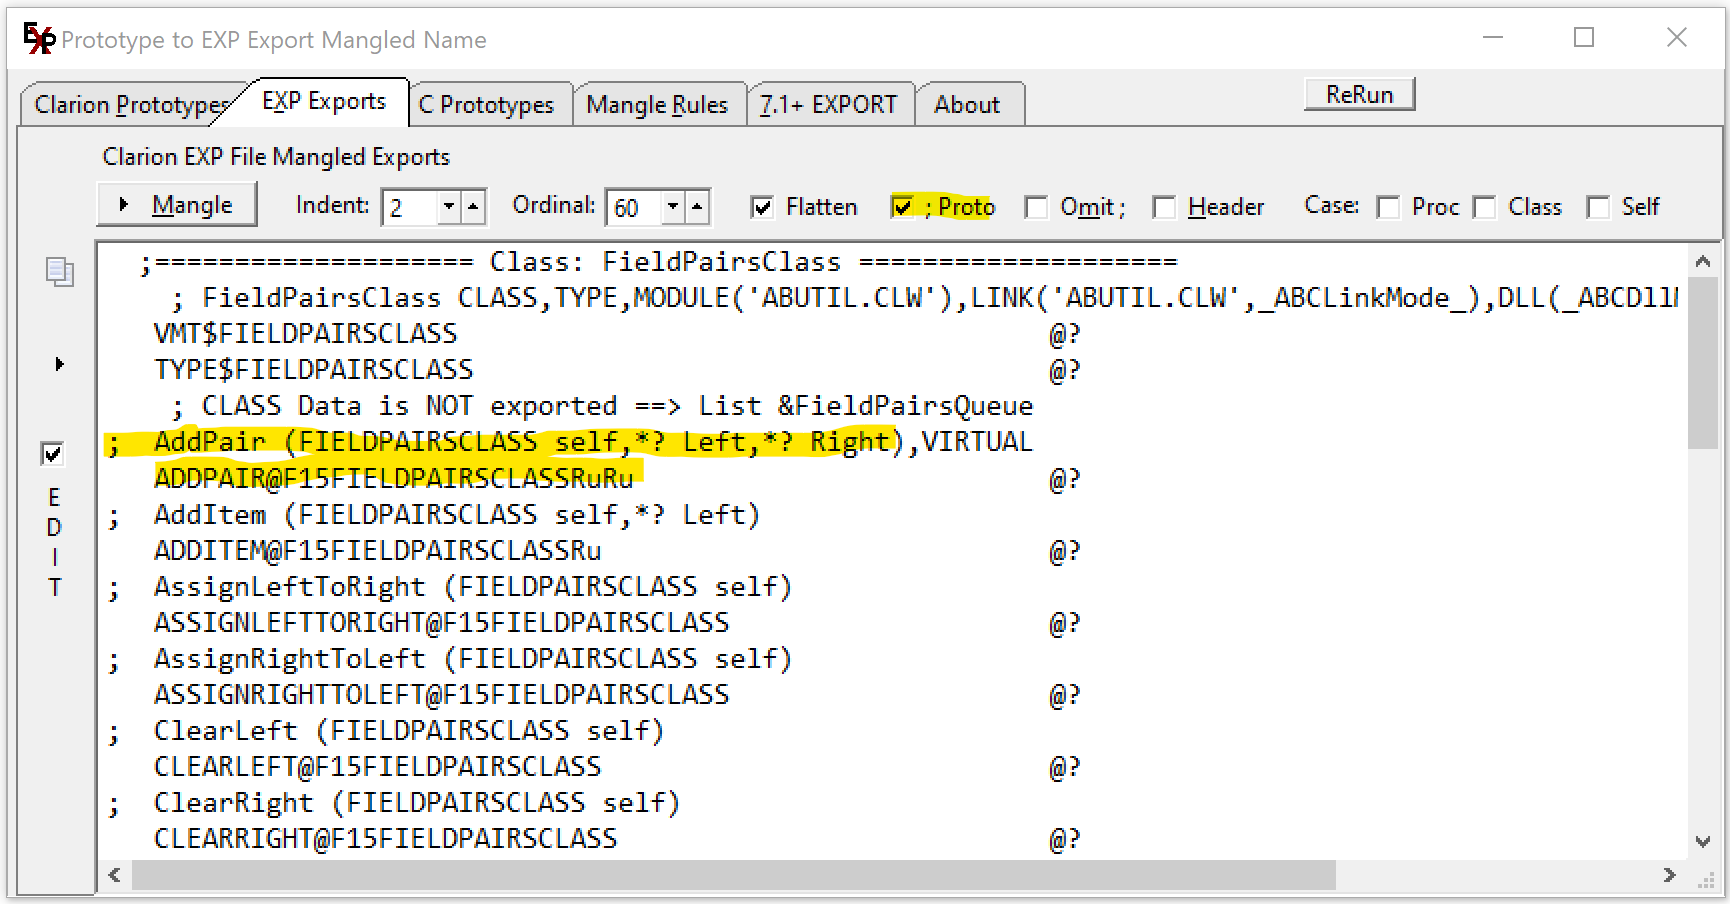 EXP Prototype to EXP Export Mangled Name
Clarion Prototypes EXP Exports C Prototypes Mangle Rules 7.1+ EXPORT About ReRun
Clarion EXP File Mangled Exports
Mangle Indent: 2 Ordinal: 60 Flatten ; Proto Omit ; Header Case: Proc Class Self
;==================== Class: FieldPairsClass ====================
; FieldPairsClass CLASS,TYPE,MODULE('ABUTIL.CLW'),LINK('ABUTIL.CLW',_ABCLinkMode_),DLL(_ABCDllM
VMT$FIELDPAIRSCLASS @?
TYPE$FIELDPAIRSCLASS @?
; CLASS Data is NOT exported ==> List &FieldPairsQueue
; AddPair (FIELDPAIRSCLASS self,*? Left,*? Right),VIRTUAL
ADDPAIR@F15FIELDPAIRSCLASSRuRu @?
; AddItem (FIELDPAIRSCLASS self,*? Left)
ADDITEM@F15FIELDPAIRSCLASSRu @?
; AssignLeftToRight (FIELDPAIRSCLASS self)
ASSIGNLEFTTORIGHT@F15FIELDPAIRSCLASS @?
; AssignRightToLeft (FIELDPAIRSCLASS self)
ASSIGNRIGHTTOLEFT@F15FIELDPAIRSCLASS @?
; ClearLeft (FIELDPAIRSCLASS self)
CLEARLEFT@F15FIELDPAIRSCLASS @?
; ClearRight (FIELDPAIRSCLASS self)
CLEARRIGHT@F15FIELDPAIRSCLASS @?
E
D
I
T